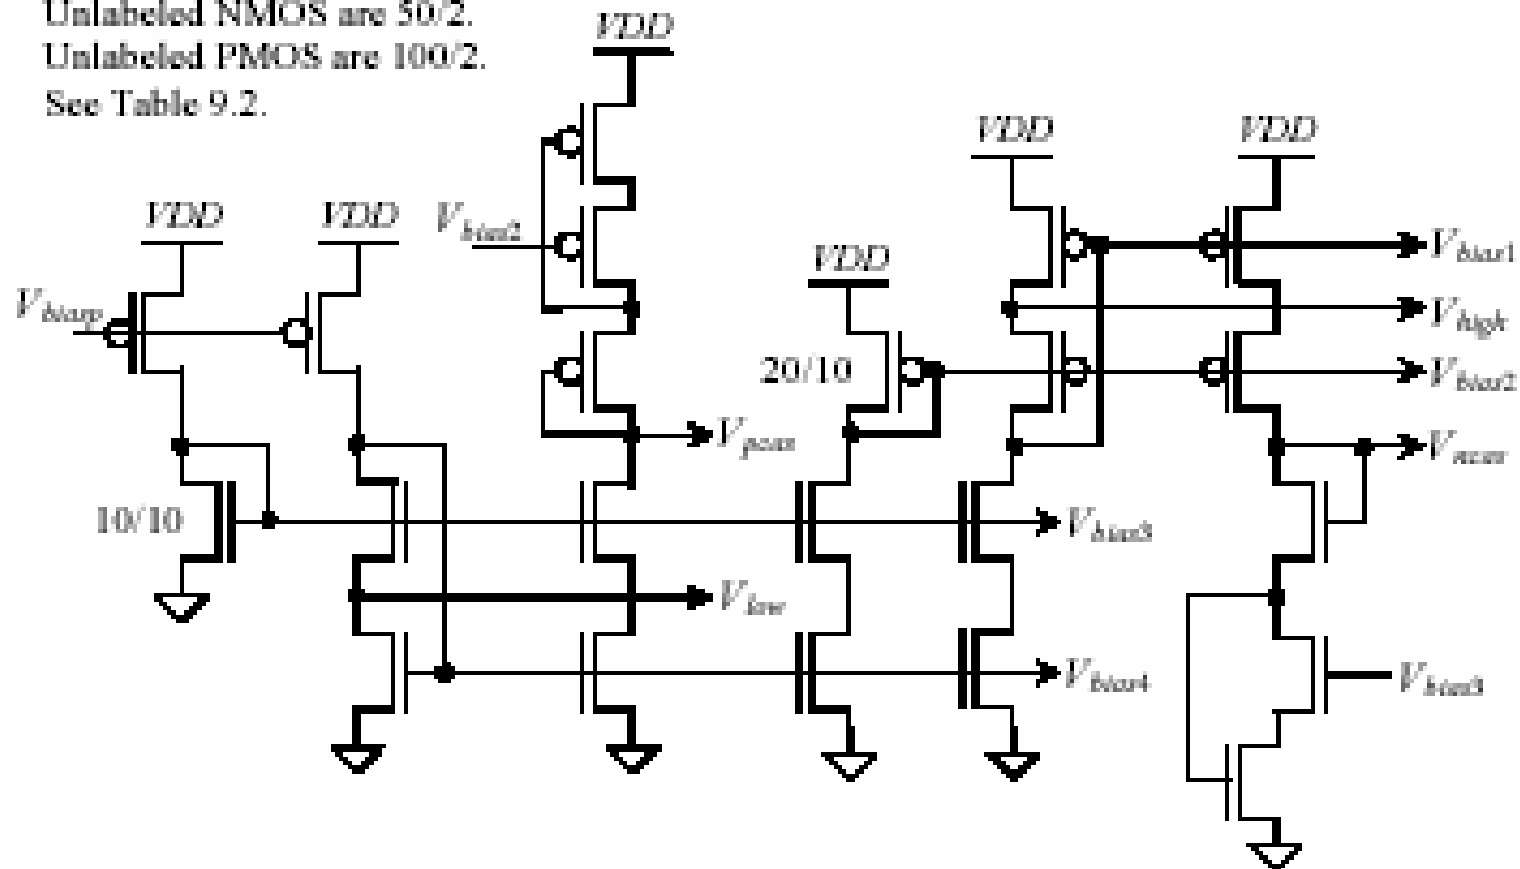 Unlabeled NMOS are 50/2.
Unlabeled PMOS are 100/2.
See Table 9.2.
VDD
VDD
VDD
VDD
VDD
VDD
Vbiasp
Vbias2
Vbias1
Vhigh
20/10
Vbias2
Vpcas
Vncas
10/10
Vbias3
Vlow
Vbias4
Vbias3